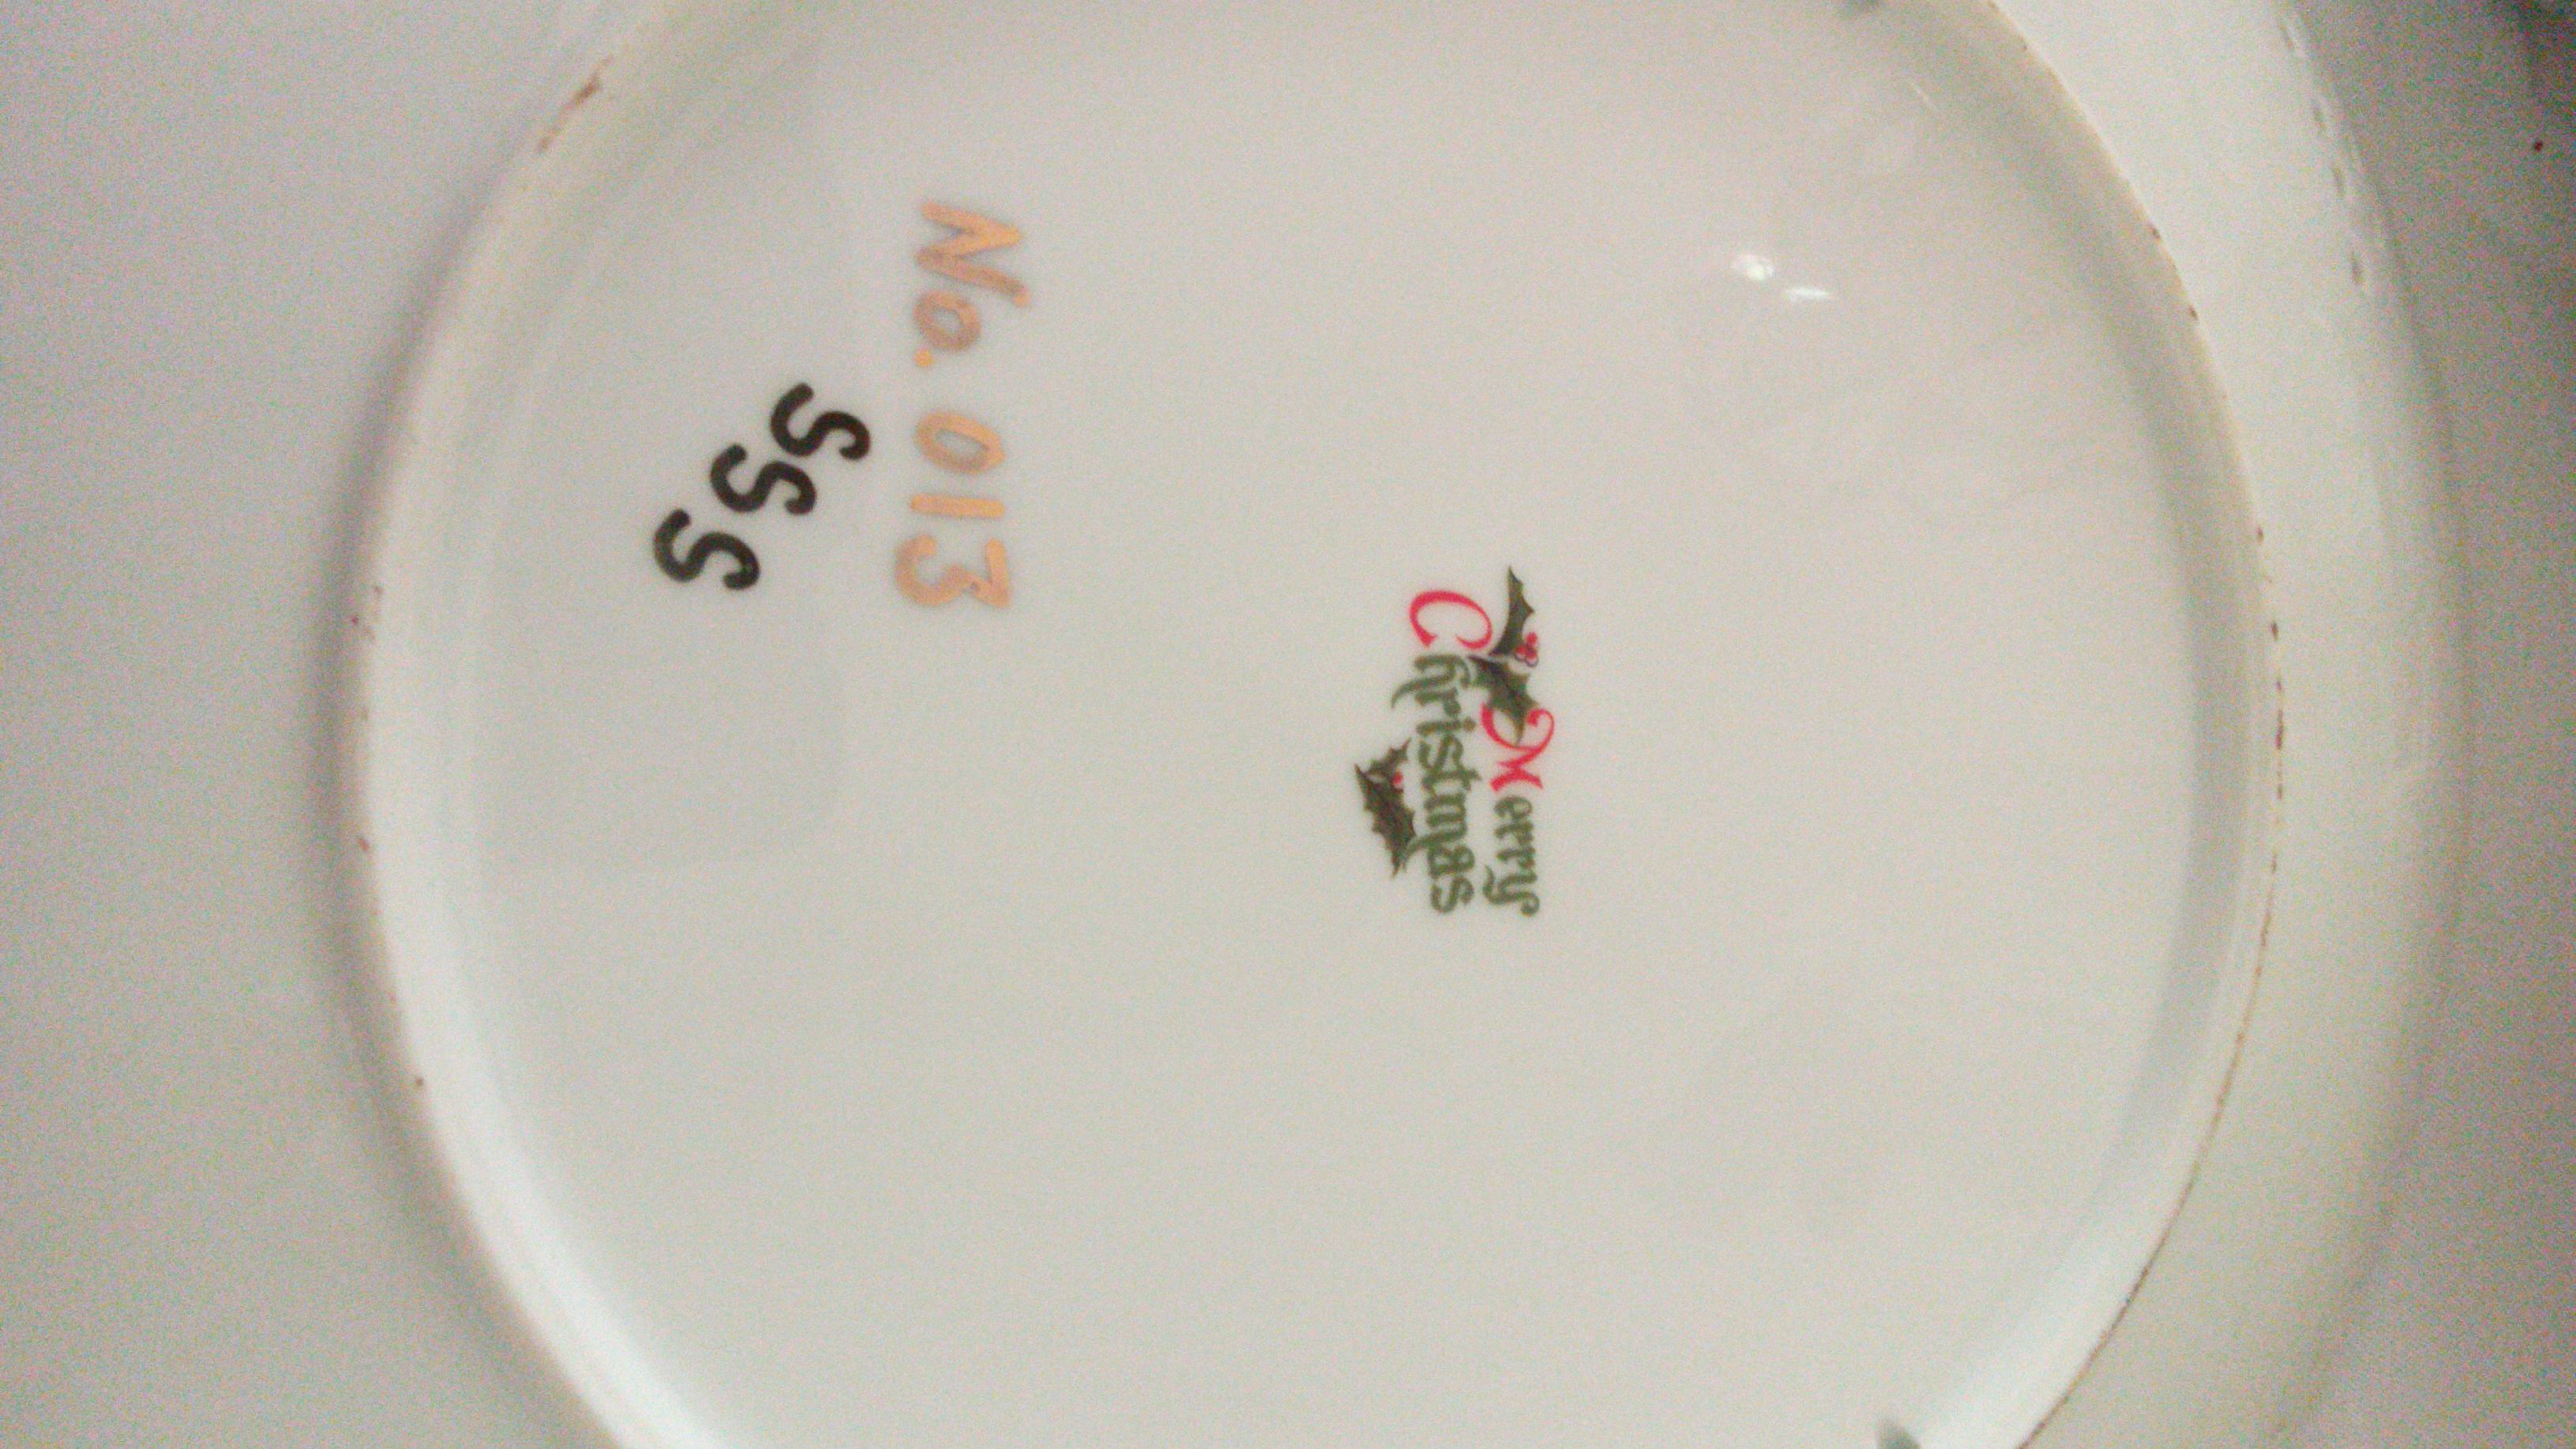 Merry
Christmas
No. 013
SSS